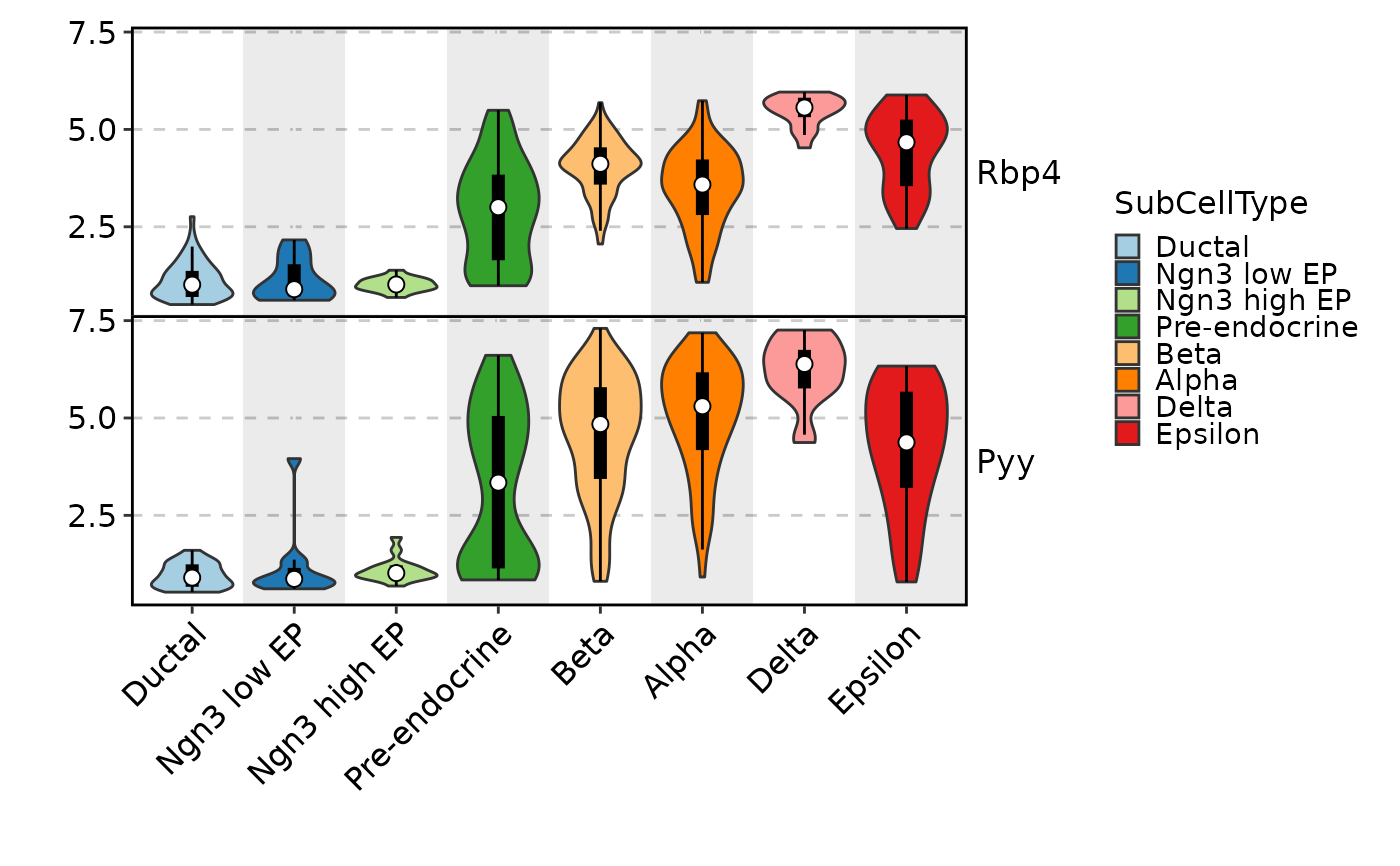 7.5
5.0
2.5
Rbp4
7.5
5.0
2.5
Pyy
Ductal
Ngn3 low EP
Ngn3 high EP
Pre-endocrine
Beta
Alpha
Delta
Epsilon
SubCellType
Ductal
Ngn3 low EP
Ngn3 high EP
Pre-endocrine
Beta
Alpha
Delta
Epsilon